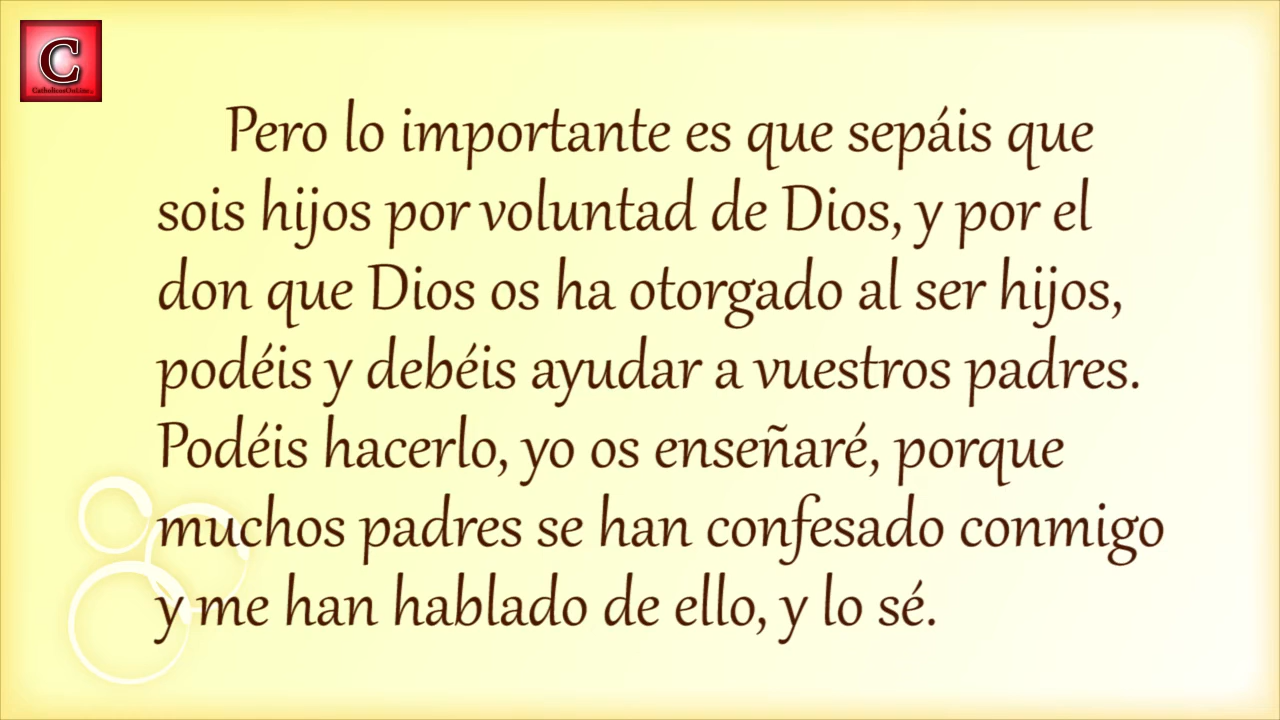 C
CatholicosOnLine
Pero lo importante es que sepáis que
sois hijos por voluntad de Dios, y por el
don que Dios os ha otorgado al ser hijos,
podéis y debéis ayudar a vuestros padres.
Podéis hacerlo, yo os enseñaré, porque
muchos padres se han confesado conmigo
y me han hablado de ello, y lo sé.